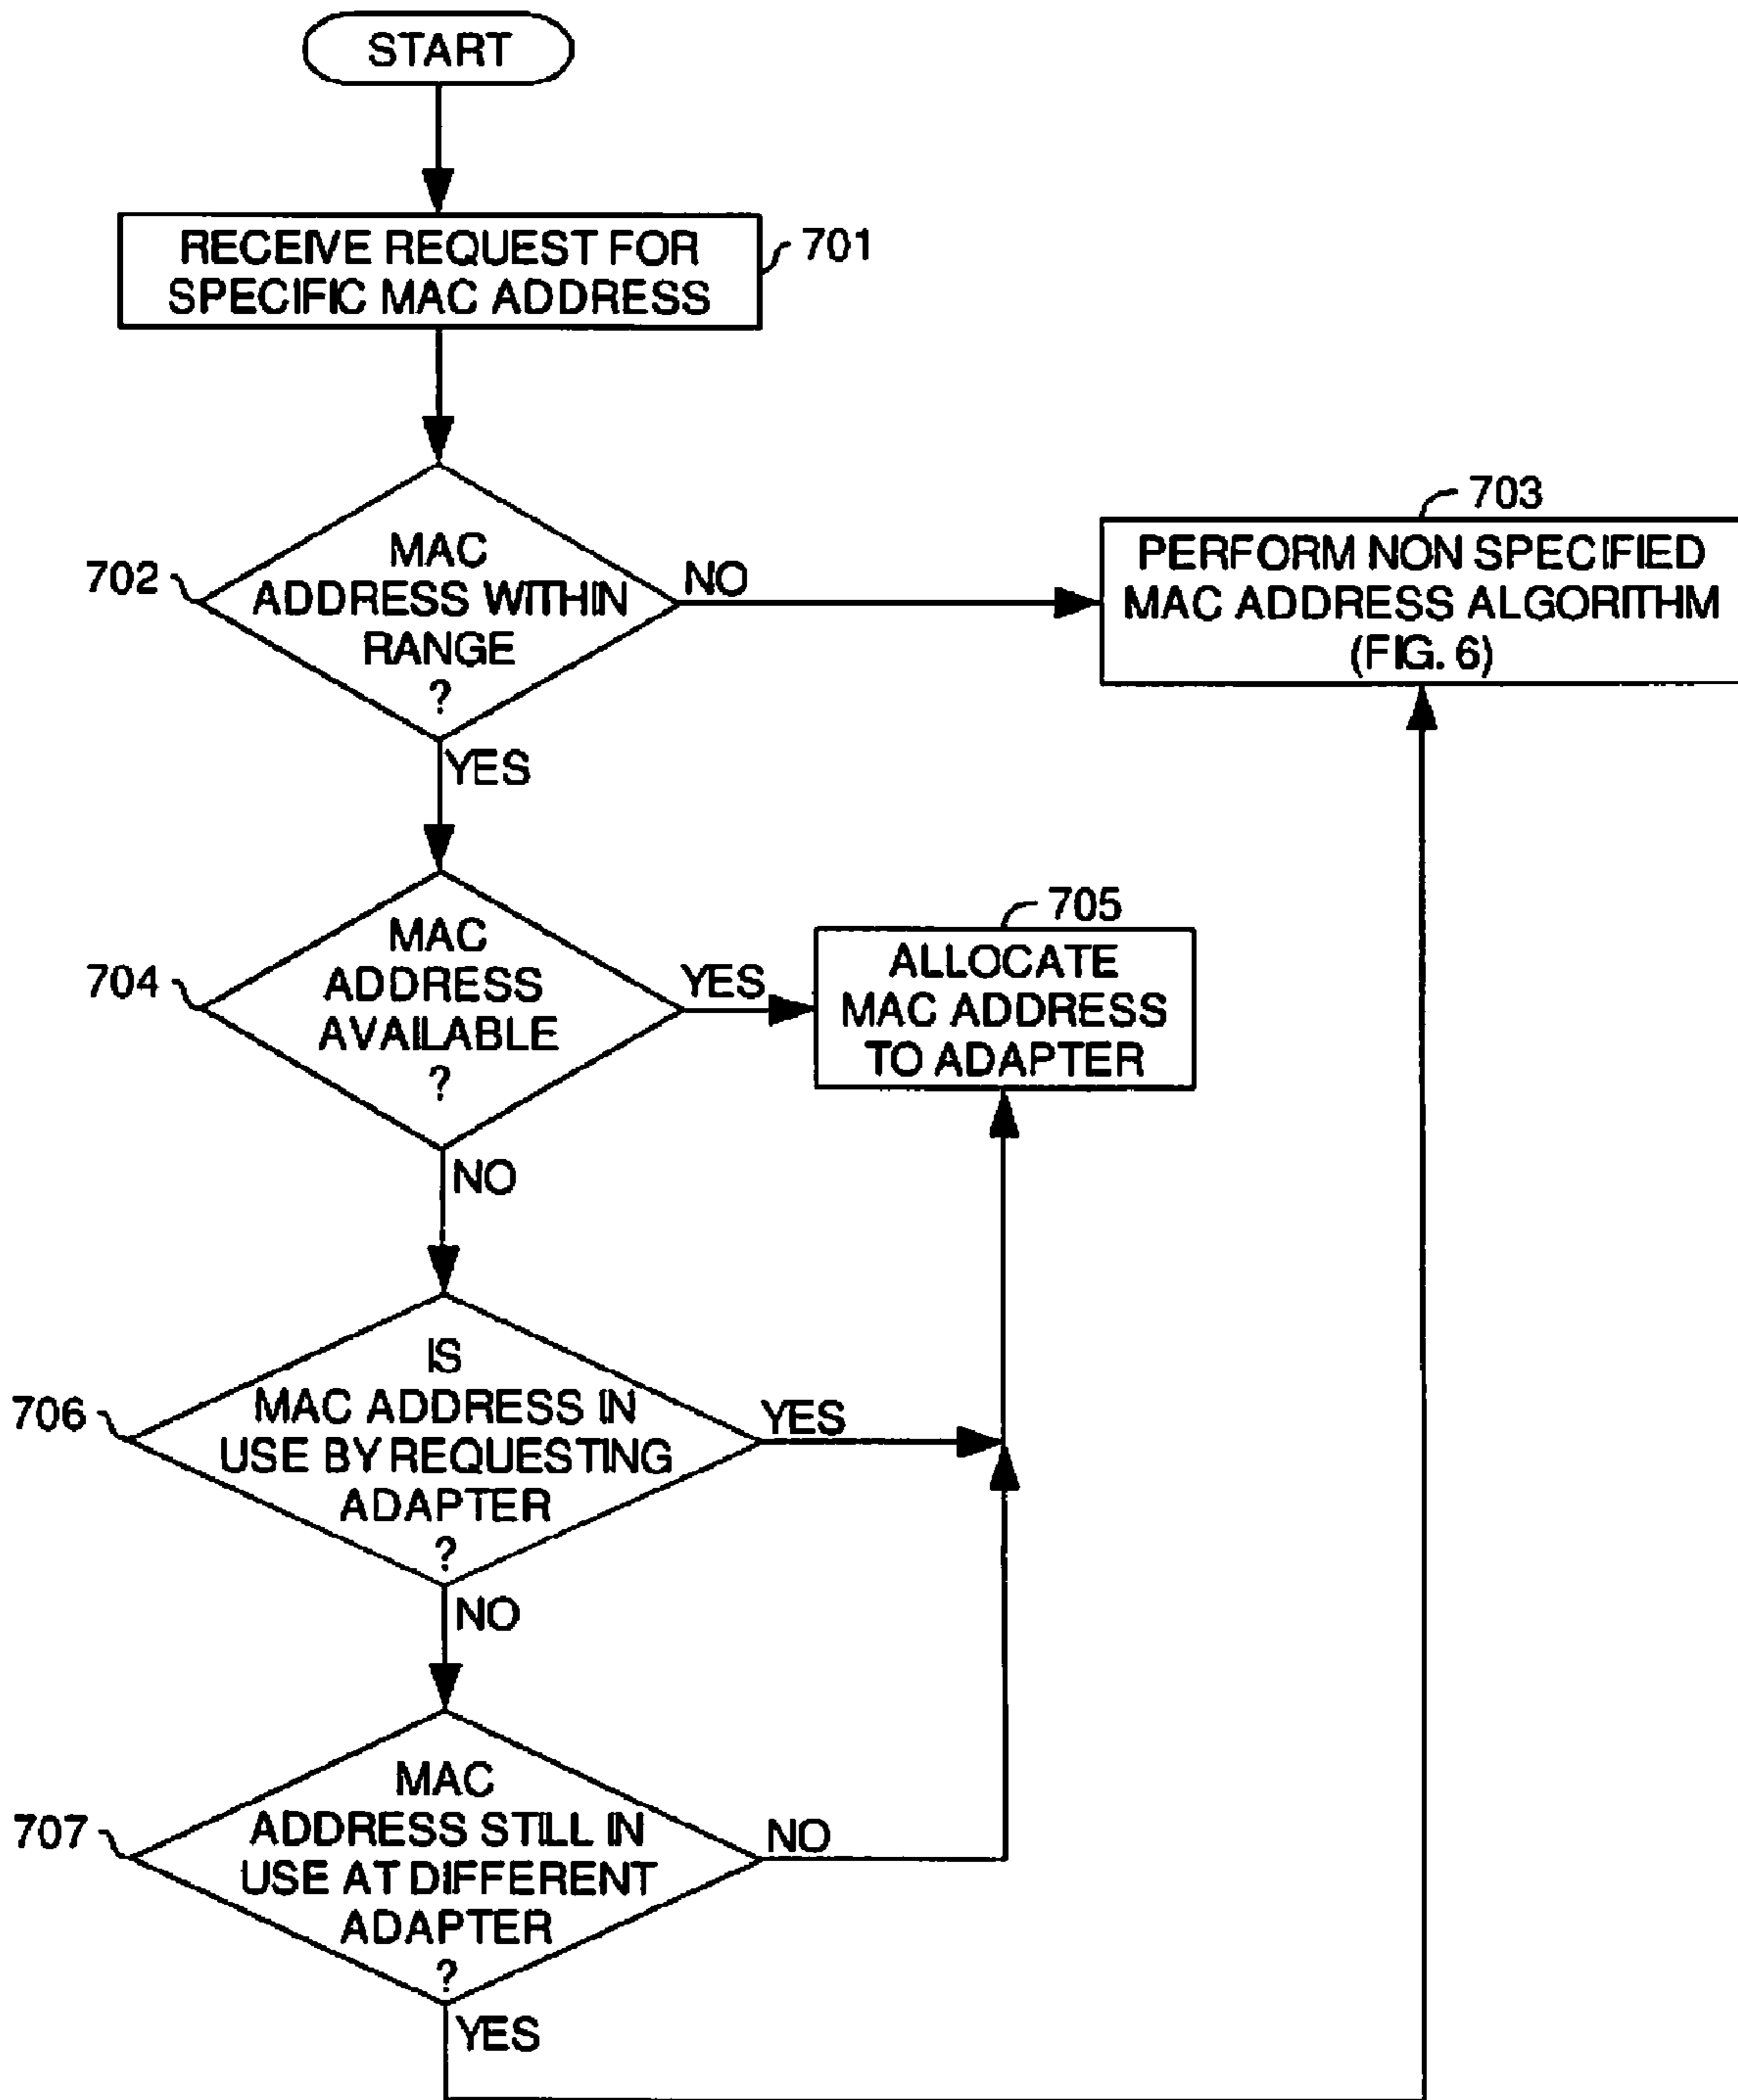 START
RECEIVE REQUEST FOR
SPECIFIC MAC ADDRESS
701
MAC
ADDRESS WITHIN
RANGE
?
702
NO
YES
703
PERFORM NON SPECIFIED
MAC ADDRESS ALGORITHM
(FIG. 6)
MAC
ADDRESS
AVAILABLE
?
704
YES
NO
705
ALLOCATE
MAC ADDRESS
TO ADAPTER
IS
MAC ADDRESS IN
USE BY REQUESTING
ADAPTER
?
706
YES
NO
MAC
ADDRESS STILL IN
USE AT DIFFERENT
ADAPTER
?
707
NO
YES